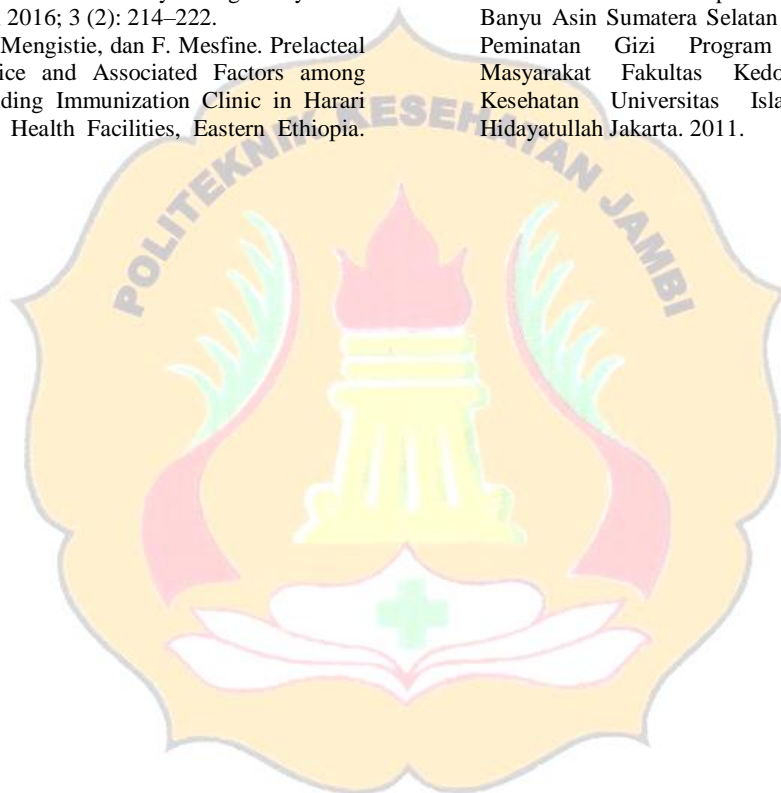 2016; 3 (2): 214–222.
Mengistie, dan F. Mesfine. Prelacteal
ice and Associated Factors among
ding Immunization Clinic in Harari
Health Facilities, Eastern Ethiopia.
Banyu Asin Sumatera Selatan
Peminatan Gizi Program
Masyarakat Fakultas Kedo
Kesehatan Universitas Isla
Hidayatullah Jakarta. 2011.
POLITEKNIK KESEHATAN JAMBI